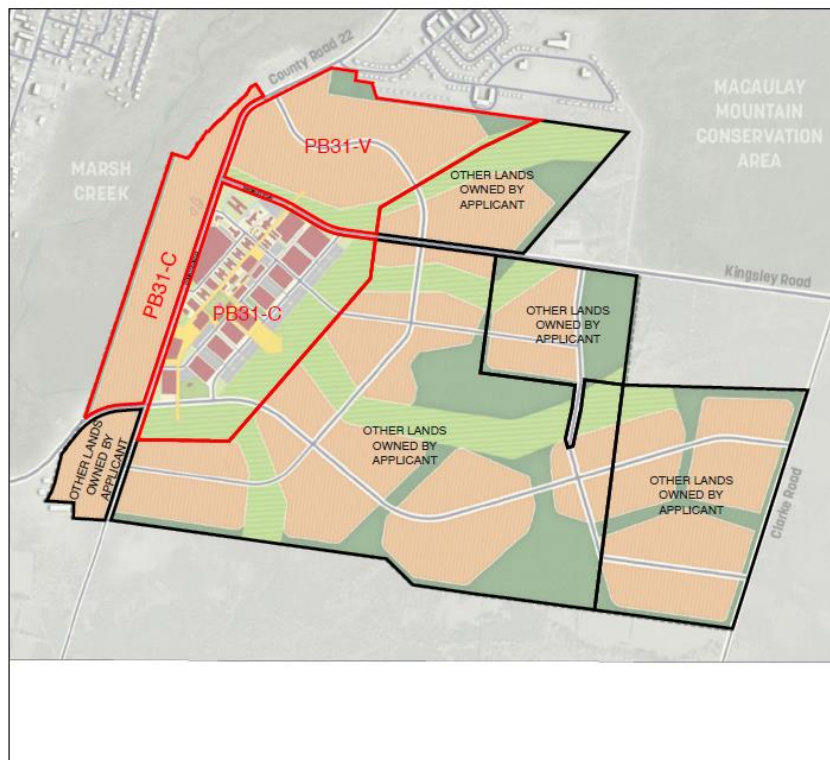 County Road 22
MACAULAY
MOUNTAIN
CONSERVATION
AREA
PB31-V
MARSH
CREEK
OTHER LANDS
OWNED BY
APPLICANT
PB31-C
PB31-C
Kingsley Road
OTHER LANDS
OWNED BY
APPLICANT
OTHER LANDS
OWNED BY
APPLICANT
OTHER LANDS
OWNED BY
APPLICANT
OTHER LANDS
OWNED BY
APPLICANT
Clarke Road